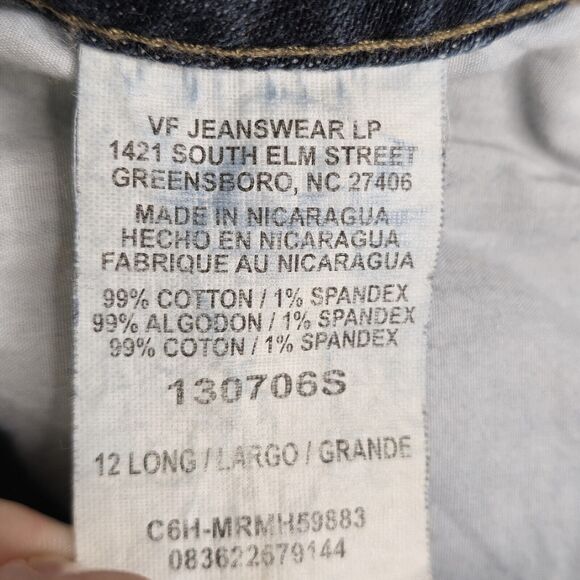 VF JEANSWEAR LP
1421 SOUTH ELM STREET
GREENSBORO, NC 27406
MADE IN NICARAGUA
HECHO EN NICARAGUA
FABRIQUE AU NICARAGUA
99% COTTON / 1% SPANDEX
99% ALGODON / 1% SPANDEX
99% COTON / 1% SPANDEX
130706S
12 LONG / LARGO / GRANDE
C6H-MRMH59883
083622679144